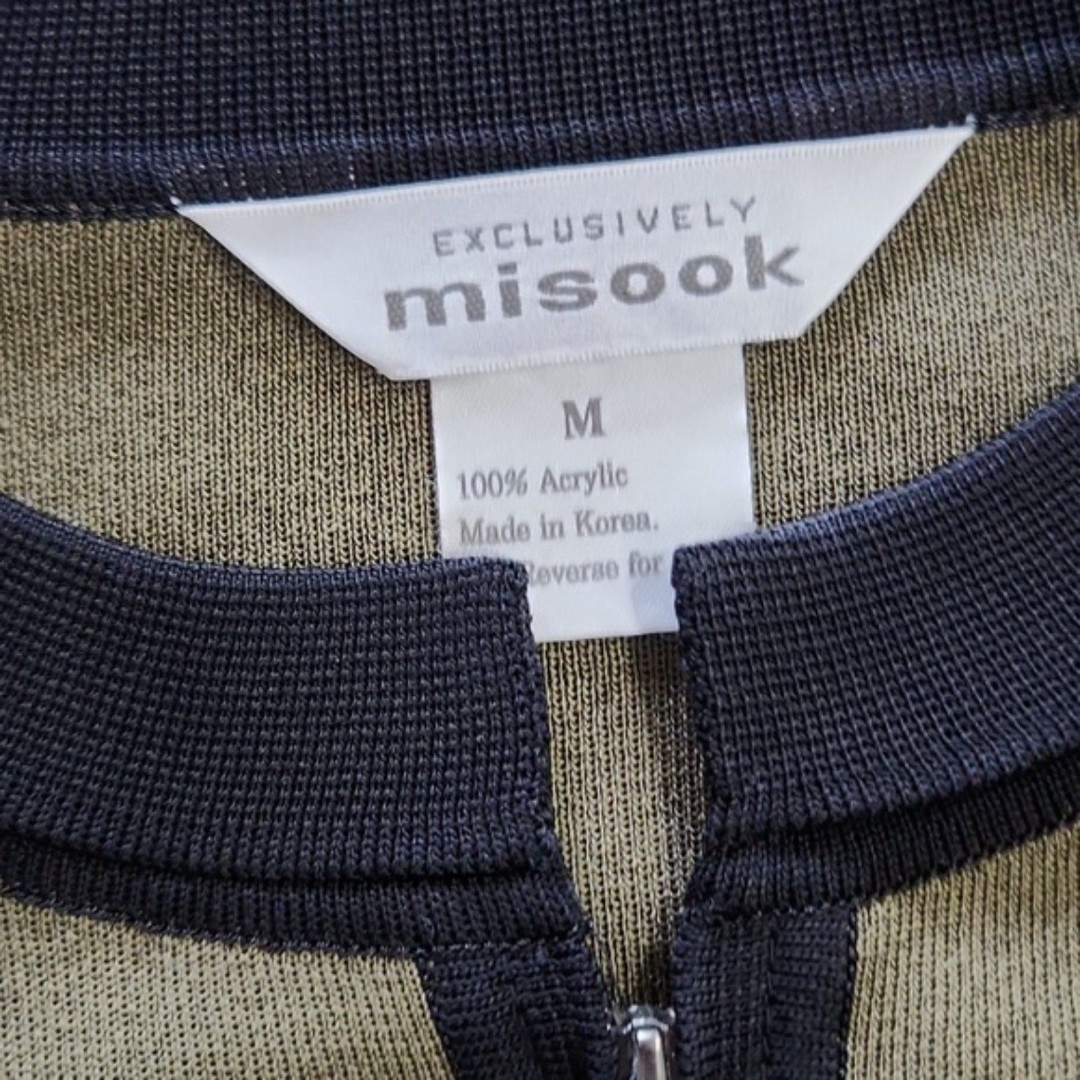 EXCLUSIVELY
misook
M
100% Acrylic
Made in Korea.
Reverse for